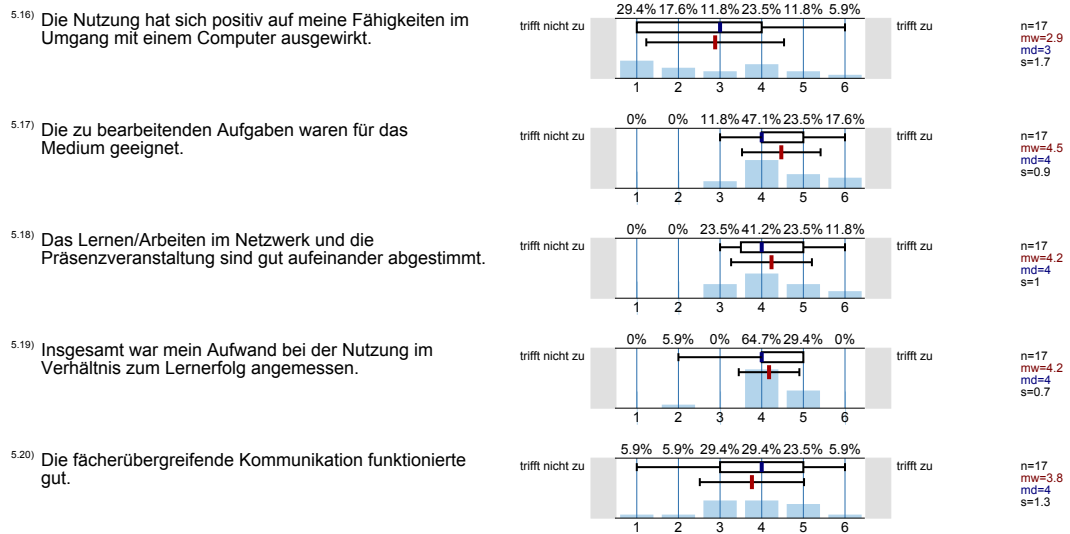 5.16) Die Nutzung hat sich positiv auf meine Fähigkeiten im
Umgang mit einem Computer ausgewirkt.
29.4% 17.6% 11.8% 23.5% 11.8% 5.9%
trifft nicht zu
trifft zu
1 2 3 4 5 6
n=17
mw=2.9
md=3
s=1.7
5.17) Die zu bearbeitenden Aufgaben waren für das
Medium geeignet.
0% 0% 11.8% 47.1% 23.5% 17.6%
trifft nicht zu
trifft zu
1 2 3 4 5 6
n=17
mw=4.5
md=4
s=0.9
5.18) Das Lernen/Arbeiten im Netzwerk und die
Präsenzveranstaltung sind gut aufeinander abgestimmt.
0% 0% 23.5% 41.2% 23.5% 11.8%
trifft nicht zu
trifft zu
1 2 3 4 5 6
n=17
mw=4.2
md=4
s=1
5.19) Insgesamt war mein Aufwand bei der Nutzung im
Verhältnis zum Lernerfolg angemessen.
0% 5.9% 0% 64.7% 29.4% 0%
trifft nicht zu
trifft zu
1 2 3 4 5 6
n=17
mw=4.2
md=4
s=0.7
5.20) Die fächerübergreifende Kommunikation funktionierte
gut.
5.9% 5.9% 29.4% 29.4% 23.5% 5.9%
trifft nicht zu
trifft zu
1 2 3 4 5 6
n=17
mw=3.8
md=4
s=1.3